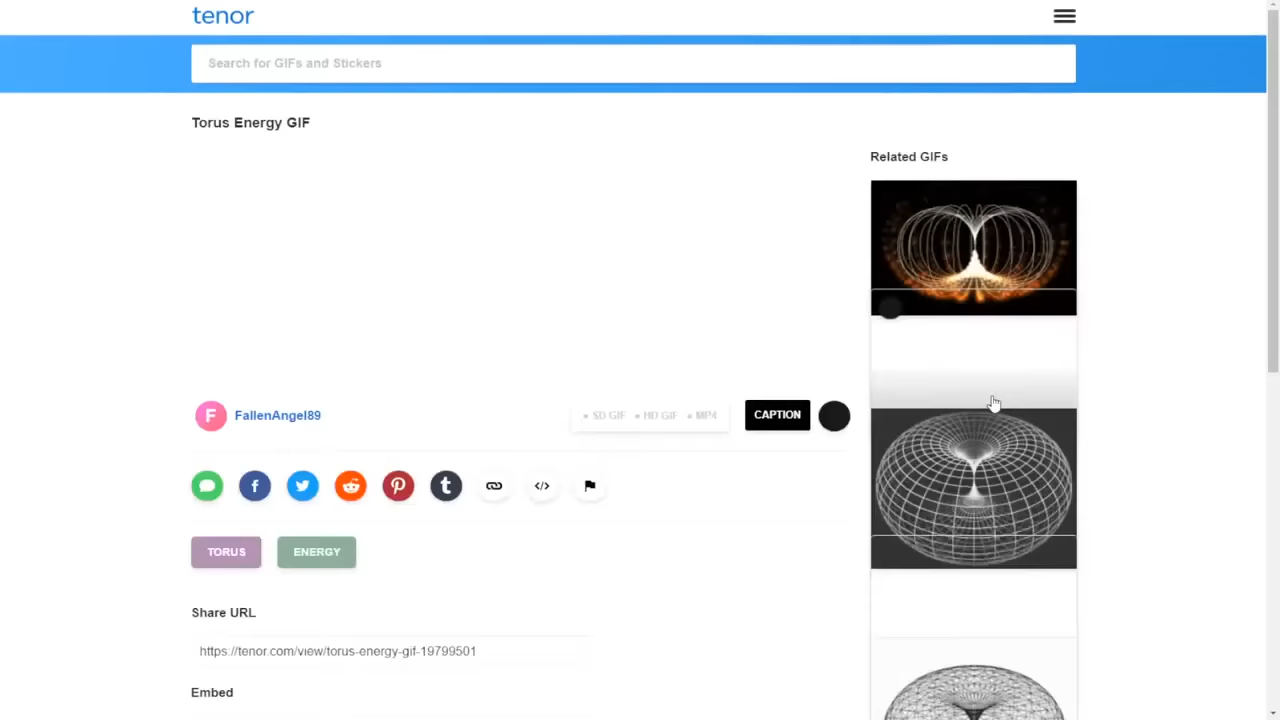 tenor
Search for GIFs and Stickers
Torus Energy GIF
Related GIFs
F
FallenAngel89
SD GIF HD GIF MP4
CAPTION
TORUS
ENERGY
Share URL
https://tenor.com/view/torus-energy-gif-19799501
Embed